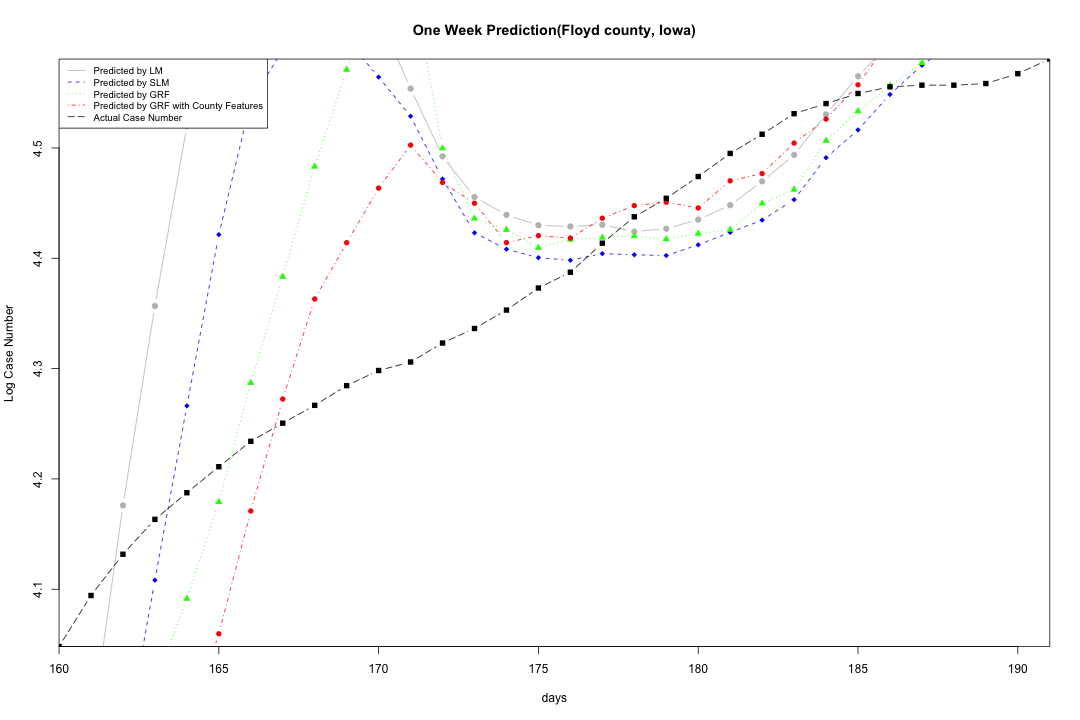 One Week Prediction(Floyd county, Iowa)
Predicted by LM
Predicted by SLM
Predicted by GRF
Predicted by GRF with County Features
Actual Case Number
4.5
4.4
4.3
4.2
4.1
Log Case Number
160 165 170 175 180 185 190
days